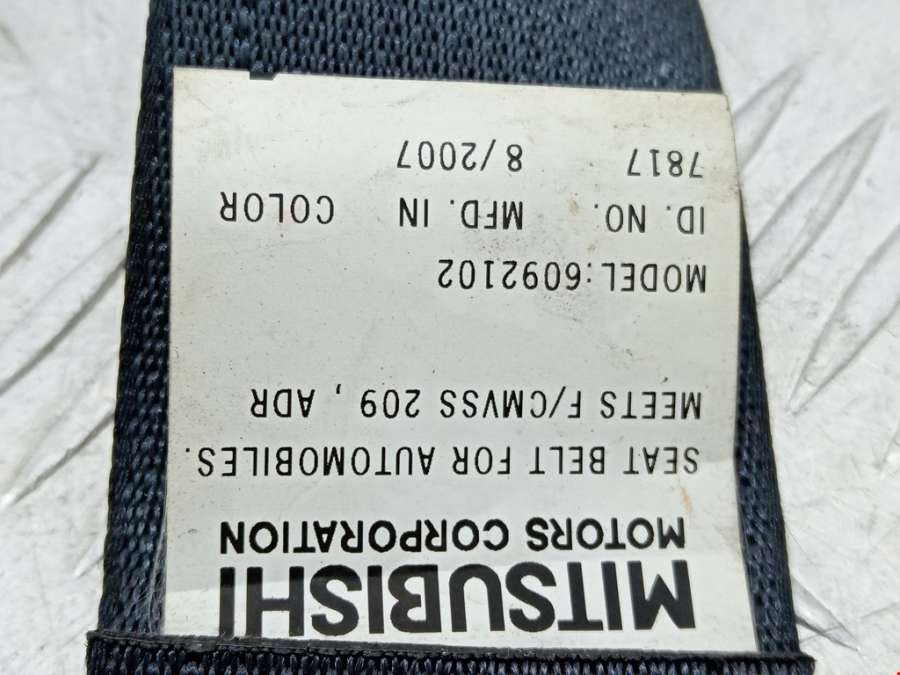 MITSUBISHI
MOTORS CORPORATION
SEAT BELT FOR AUTOMOBILES.
MEETS F/CMVSS 209 , ADR
MODEL:6092102
ID. NO. MFD. IN COLOR
7817 8/2007